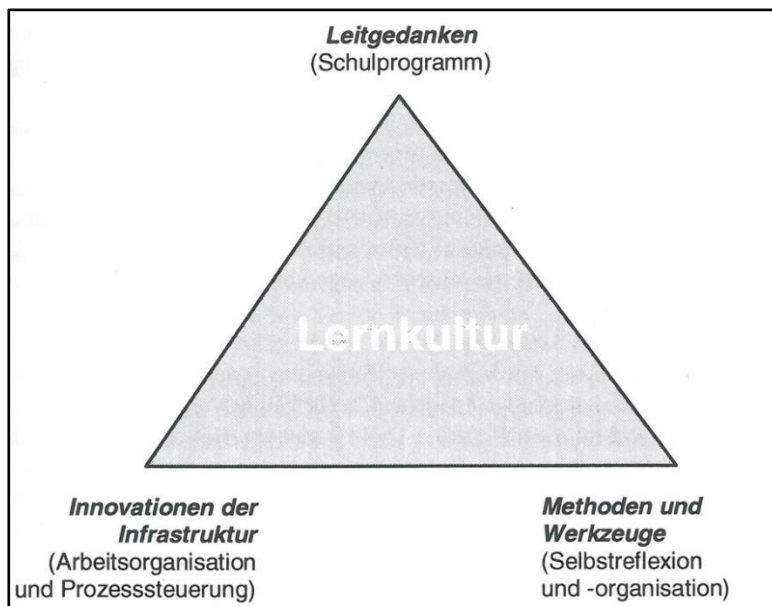 Leitgedanken
(Schulprogramm)
Lernkultur
Innovationen der
Infrastruktur
(Arbeitsorganisation
und Prozesssteuerung)
Methoden und
Werkzeuge
(Selbstreflexion
und -organisation)